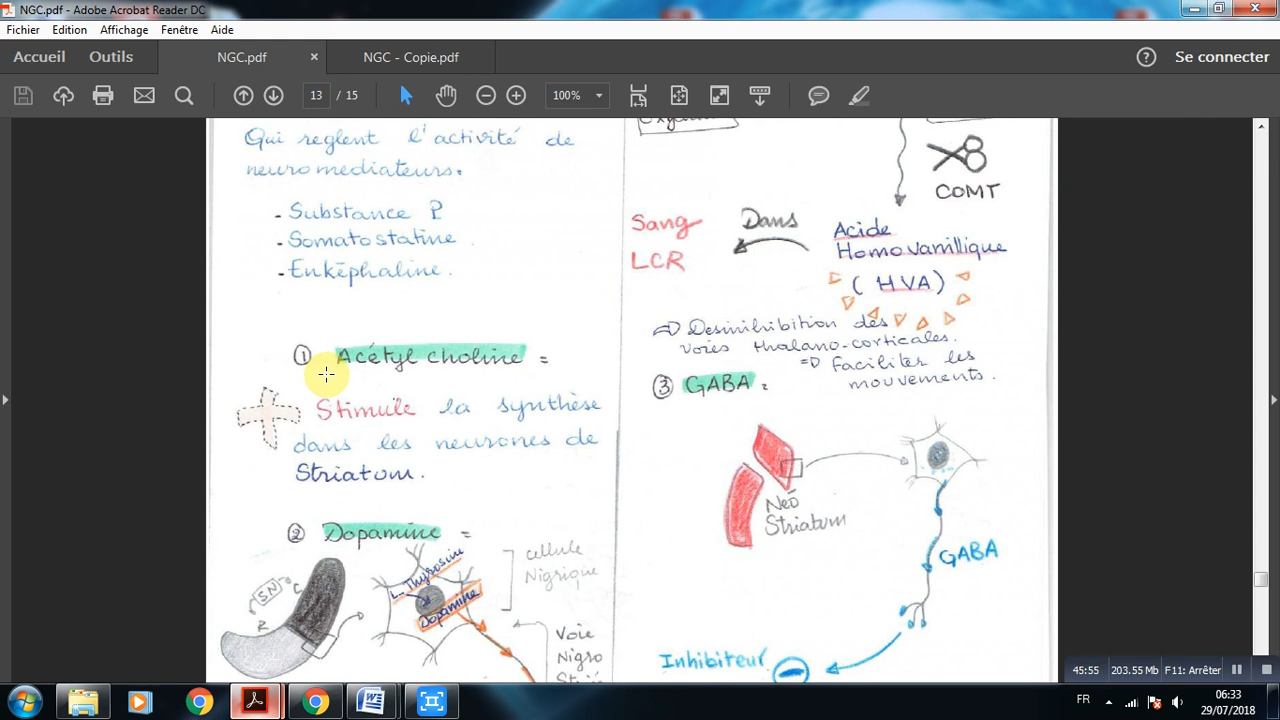 NGC.pdf - Adobe Acrobat Reader DC
Fichier Edition Affichage Fenêtre Aide
Accueil Outils NGC.pdf × NGC - Copie.pdf ? Se connecter
13 / 15 100%
Qui reglent l'activité de
neuromediateurs.
- Substance P
- Somatostatine
- Enképhaline.
① Acétyl choline =
Stimule la synthèse
dans les neurones de
Striatum.
② Dopamine =
SN
C
R
L-Thyrosine
Dopamine
cellule
Nigrique
Voie
Nigro
COMT
Acide
Homovanillique
(HVA)
Dans
Sang
LCR
=> Desinhibition des
voies thalano-corticales.
=> Faciliter les
mouvements.
③ GABA =
Neó
Striatum
GABA
Inhibiteur
45:55 203.55 Mb F11: Arrêter
FR 06:33
29/07/2018